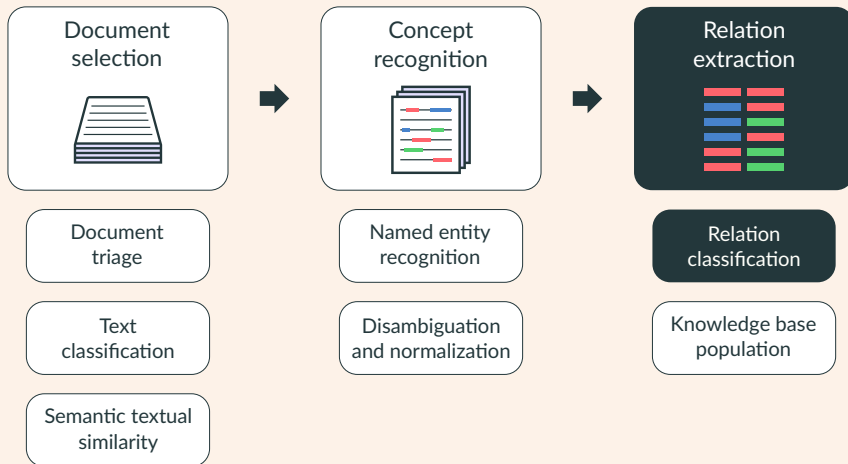 Document
selection
Concept
recognition
Relation
extraction
Document
triage
Named entity
recognition
Relation
classification
Text
classification
Disambiguation
and normalization
Knowledge base
population
Semantic textual
similarity